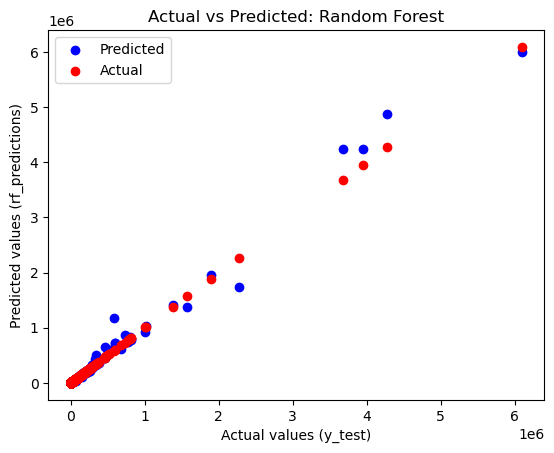 Actual vs Predicted: Random Forest
1e6
Predicted
Actual
6
5
4
3
2
1
0
Predicted values (rf_predictions)
0 1 2 3 4 5 6
1e6
Actual values (y_test)